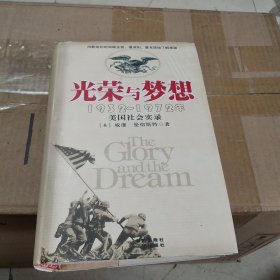 光荣与梦想
1932-1972年
美国社会实录
[美] 威廉·曼彻斯特 著
The
Glory
and the
Dream